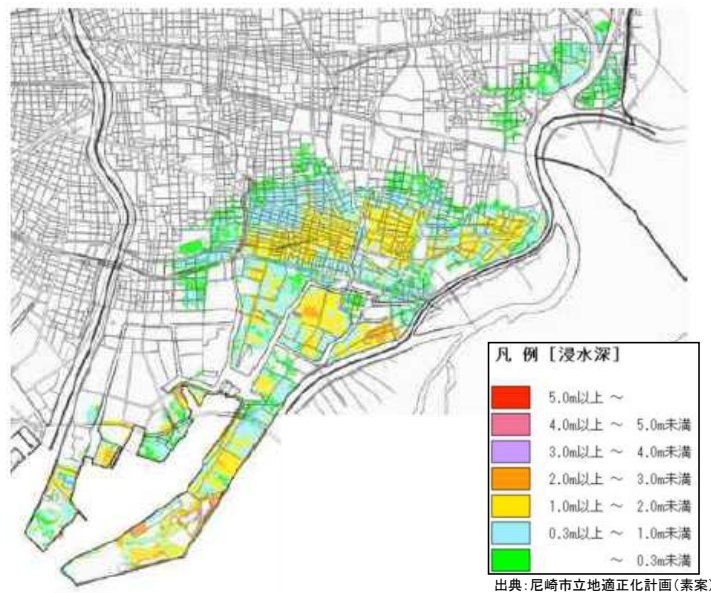 凡 例 [浸水深]
5.0m以上 ～
4.0m以上 ～ 5.0m未満
3.0m以上 ～ 4.0m未満
2.0m以上 ～ 3.0m未満
1.0m以上 ～ 2.0m未満
0.3m以上 ～ 1.0m未満
～ 0.3m未満
出典：尼崎市立地適正化計画（素案）